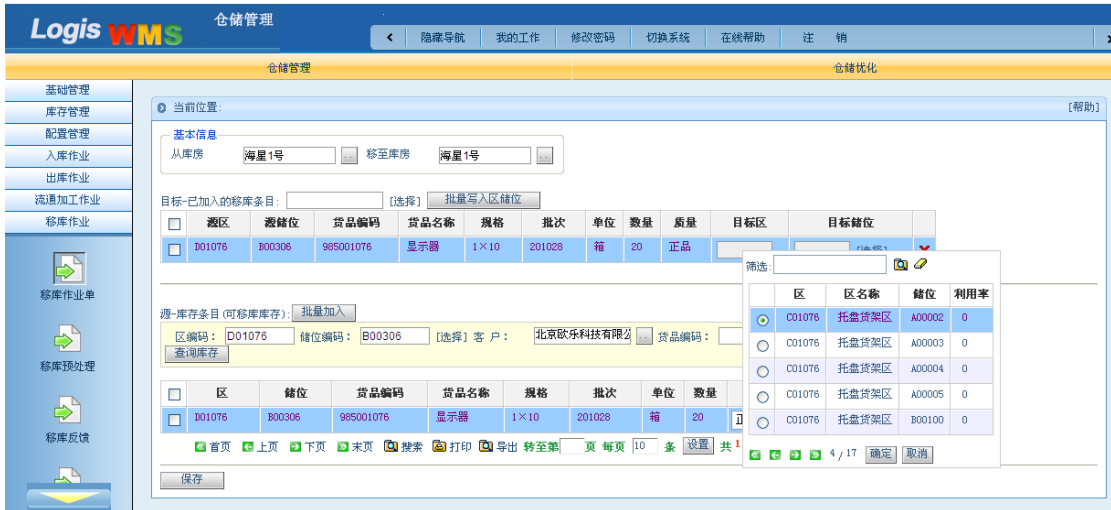 Logis WMS
仓储管理
隐藏导航 我的工作 修改密码 切换系统 在线帮助 注 销
仓储管理 仓储优化
基础管理
库存管理
配置管理
入库作业
出库作业
流通加工作业
移库作业
移库作业单
移库预处理
移库反馈
当前位置: [帮助]
基本信息
从库房 海星1号 .. 移至库房 海星1号 ..
目标-已加入的移库条目: [选择] 批量写入区储位
源区 源储位 货品编码 货品名称 规格 批次 单位 数量 质量 目标区 目标储位
D01076 B00306 985001076 显示器 1×10 201028 箱 20 正品
源-库存条目(可移库库存): 批量加入
区编码: D01076 储位编码: B00306 [选择] 客 户: 北京欧乐科技有限公 .. 货品编码:
查询库存
区 储位 货品编码 货品名称 规格 批次 单位 数量
D01076 B00306 985001076 显示器 1×10 201028 箱 20
首页 上页 下页 末页 搜索 打印 导出 转至第 页 每页 10 条 设置 共 1
保存
筛选:
区 区名称 储位 利用率
C01076 托盘货架区 A00002 0
C01076 托盘货架区 A00003 0
C01076 托盘货架区 A00004 0
C01076 托盘货架区 A00005 0
C01076 托盘货架区 B00100 0
4/17 确定 取消